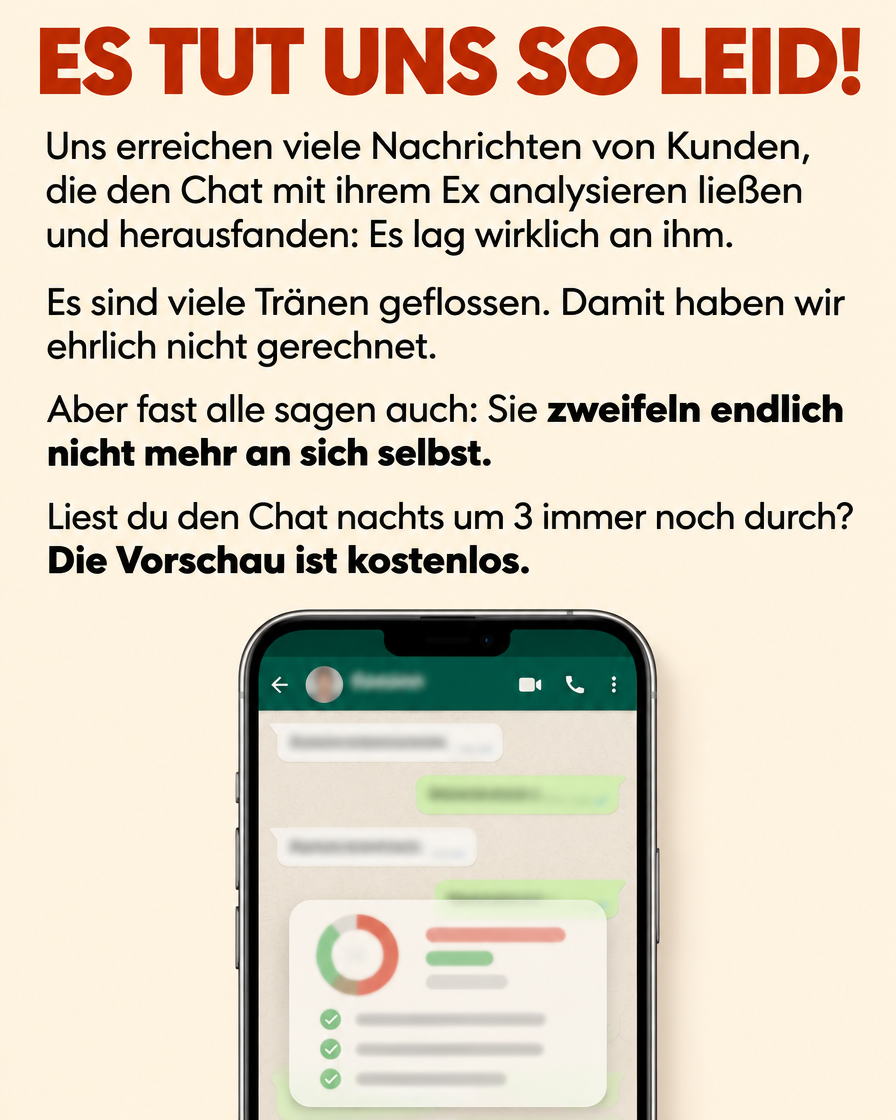 ES TUT UNS SO LEID!
Uns erreichen viele Nachrichten von Kunden,
die den Chat mit ihrem Ex analysieren ließen
und herausfanden: Es lag wirklich an ihm.
Es sind viele Tränen geflossen. Damit haben wir
ehrlich nicht gerechnet.
Aber fast alle sagen auch: Sie zweifeln endlich
nicht mehr an sich selbst.
Liest du den Chat nachts um 3 immer noch durch?
Die Vorschau ist kostenlos.